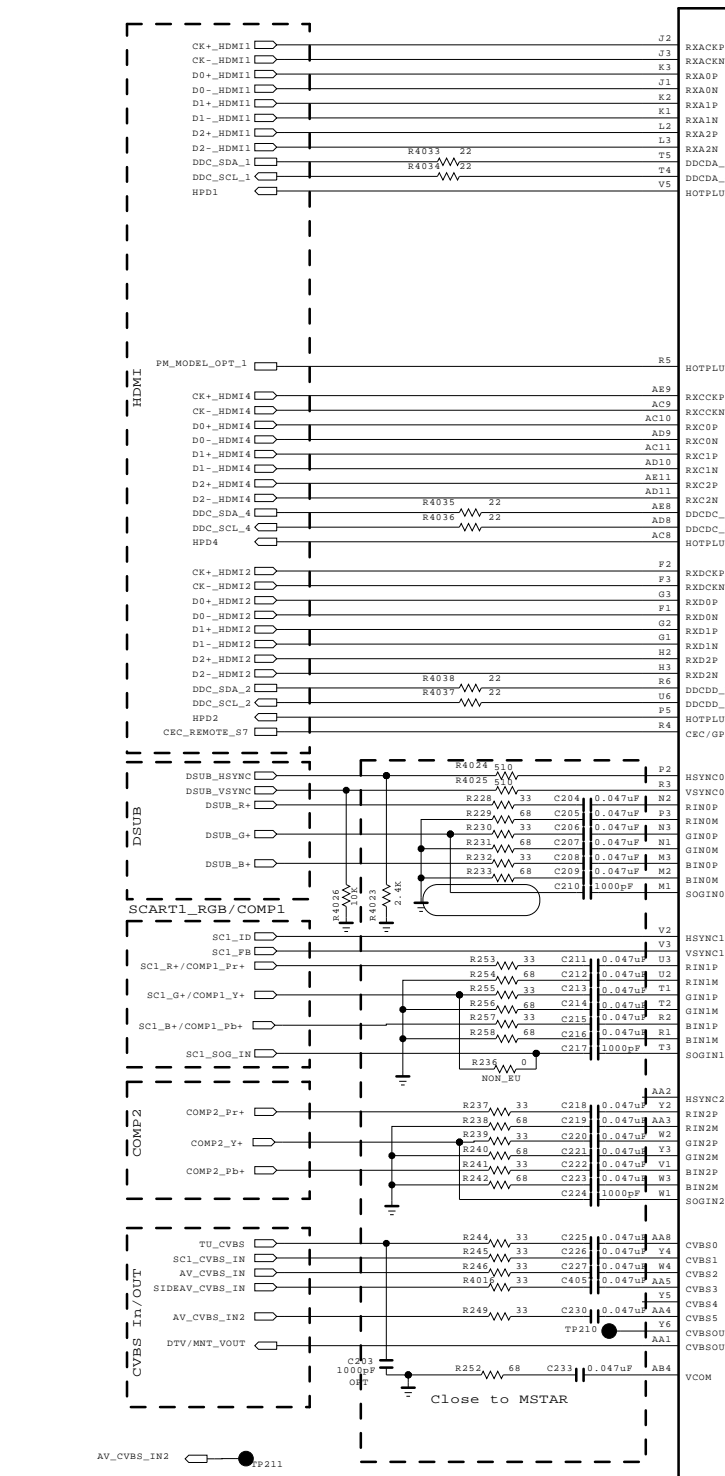 CK+_HDMI1 J2 RXACKP
CK-_HDMI1 J3 RXACKN
D0+_HDMI1 K3 RXA0P
D0-_HDMI1 J1 RXA0N
D1+_HDMI1 K2 RXA1P
D1-_HDMI1 K1 RXA1N
D2+_HDMI1 L2 RXA2P
D2-_HDMI1 L3 RXA2N
DDC_SDA_1 R4033 22 T5 DDCDA_
DDC_SCL_1 R4034 22 T4 DDCDA_
HPD1 V5 HOTPLU
HDMI
PM_MODEL_OPT_1 R5 HOTPLU
CK+_HDMI4 AE9 RXCCKP
CK-_HDMI4 AC9 RXCCKN
D0+_HDMI4 AC10 RXC0P
D0-_HDMI4 AD9 RXC0N
D1+_HDMI4 AC11 RXC1P
D1-_HDMI4 AD10 RXC1N
D2+_HDMI4 AE11 RXC2P
D2-_HDMI4 AD11 RXC2N
DDC_SDA_4 R4035 22 AE8 DDCDC_
DDC_SCL_4 R4036 22 AD8 DDCDC_
HPD4 AC8 HOTPLU
CK+_HDMI2 F2 RXDCKP
CK-_HDMI2 F3 RXDCKN
D0+_HDMI2 G3 RXD0P
D0-_HDMI2 F1 RXD0N
D1+_HDMI2 G2 RXD1P
D1-_HDMI2 G1 RXD1N
D2+_HDMI2 H2 RXD2P
D2-_HDMI2 H3 RXD2N
DDC_SDA_2 R4038 22 R6 DDCDD_
DDC_SCL_2 R4037 22 U6 DDCDD_
HPD2 P5 HOTPLU
CEC_REMOTE_S7 R4 CEC/GP
DSUB
DSUB_HSYNC R4024 510 P2 HSYNC0
DSUB_VSYNC R4025 510 R3 VSYNC0
DSUB_R+ R228 33 C204 0.047uF N2 RIN0P
R229 68 C205 0.047uF P3 RIN0M
DSUB_G+ R230 33 C206 0.047uF N3 GIN0P
R231 68 C207 0.047uF N1 GIN0M
DSUB_B+ R232 33 C208 0.047uF M3 BIN0P
R233 68 C209 0.047uF M2 BIN0M
C210 1000pF M1 SOGIN0
R4026 10K
R4023 2.4K
SCART1_RGB/COMP1
SC1_ID V2 HSYNC1
SC1_FB V3 VSYNC1
SC1_R+/COMP1_Pr+ R253 33 C211 0.047uF U3 RIN1P
R254 68 C212 0.047uF U2 RIN1M
SC1_G+/COMP1_Y+ R255 33 C213 0.047uF T1 GIN1P
R256 68 C214 0.047uF T2 GIN1M
SC1_B+/COMP1_Pb+ R257 33 C215 0.047uF R2 BIN1P
R258 68 C216 0.047uF R1 BIN1M
SC1_SOG_IN C217 1000pF T3 SOGIN1
R236 0
NON_EU
COMP2
AA2 HSYNC2
COMP2_Pr+ R237 33 C218 0.047uF Y2 RIN2P
R238 68 C219 0.047uF AA3 RIN2M
COMP2_Y+ R239 33 C220 0.047uF W2 GIN2P
R240 68 C221 0.047uF Y3 GIN2M
COMP2_Pb+ R241 33 C222 0.047uF V1 BIN2P
R242 68 C223 0.047uF W3 BIN2M
C224 1000pF W1 SOGIN2
CVBS In/OUT
TU_CVBS R244 33 C225 0.047uF AA8 CVBS0
SC1_CVBS_IN R245 33 C226 0.047uF Y4 CVBS1
AV_CVBS_IN R246 33 C227 0.047uF W4 CVBS2
SIDEAV_CVBS_IN R4016 33 C405 0.047uF AA5 CVBS3
Y5 CVBS4
AV_CVBS_IN2 R249 33 C230 0.047uF AA4 CVBS5
TP210 Y6 CVBSOU
DTV/MNT_VOUT AA1 CVBSOU
C203
1000pF
OPT
R252 68 C233 0.047uF AB4 VCOM
Close to MSTAR
AV_CVBS_IN2 TP211